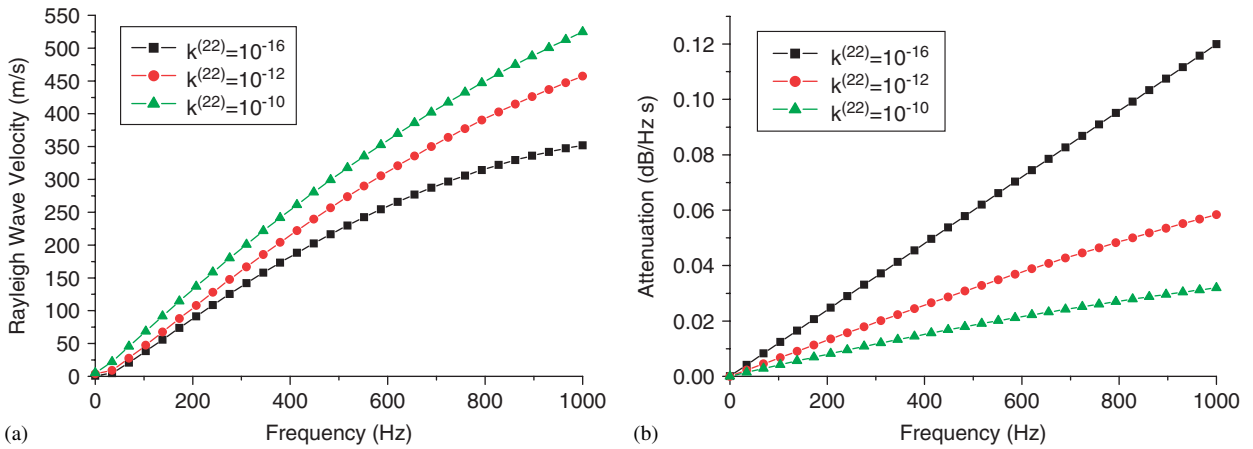 k(22)=10-16
k(22)=10-12
k(22)=10-10
Rayleigh Wave Velocity (m/s)
550
500
450
400
350
300
250
200
150
100
50
0
0 200 400 600 800 1000
Frequency (Hz)
(a)
k(22)=10-16
k(22)=10-12
k(22)=10-10
Attenuation (dB/Hz s)
0.12
0.10
0.08
0.06
0.04
0.02
0.00
0 200 400 600 800 1000
Frequency (Hz)
(b)